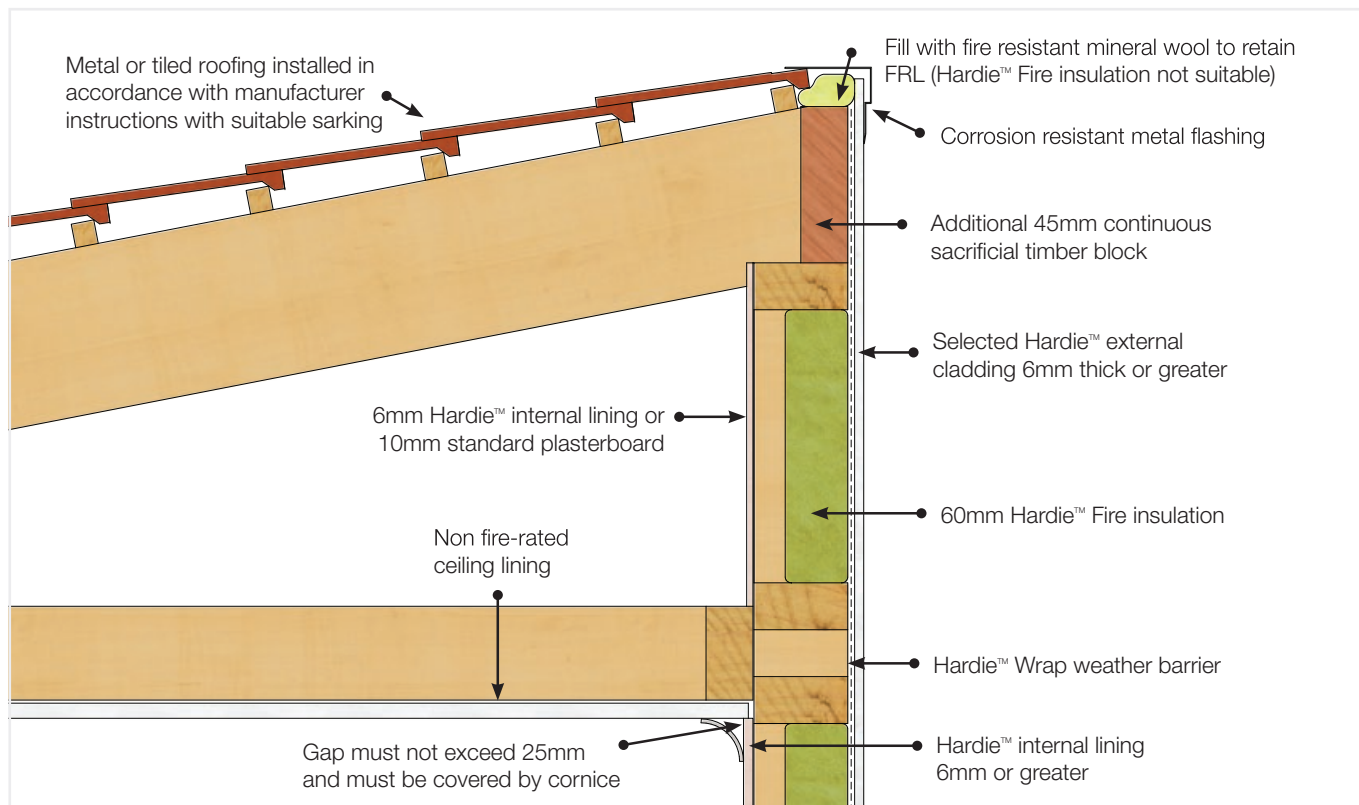 Metal or tiled roofing installed in
accordance with manufacturer
instructions with suitable sarking
Fill with fire resistant mineral wool to retain
FRL (Hardie™ Fire insulation not suitable)
Corrosion resistant metal flashing
Additional 45mm continuous
sacrificial timber block
Selected Hardie™ external
cladding 6mm thick or greater
6mm Hardie™ internal lining or
10mm standard plasterboard
60mm Hardie™ Fire insulation
Non fire-rated
ceiling lining
Hardie™ Wrap weather barrier
Gap must not exceed 25mm
and must be covered by cornice
Hardie™ internal lining
6mm or greater